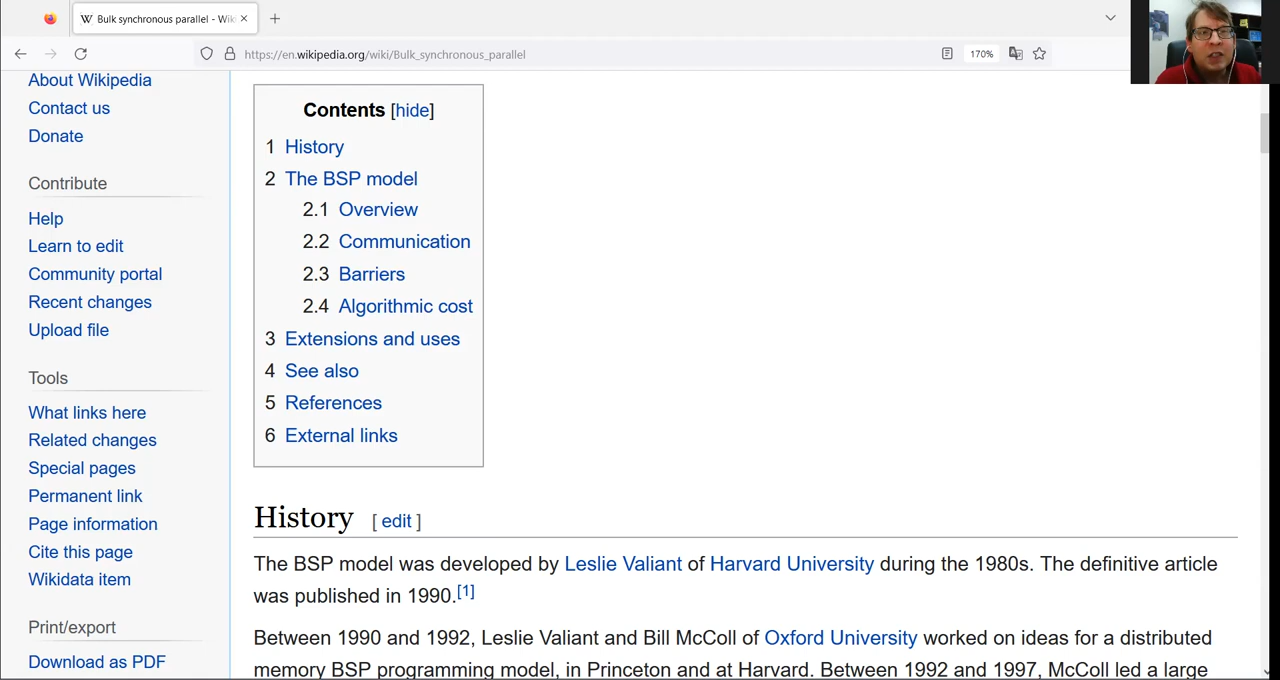 Bulk synchronous parallel - Wiki
https://en.wikipedia.org/wiki/Bulk_synchronous_parallel
170%
About Wikipedia
Contact us
Donate
Contribute
Help
Learn to edit
Community portal
Recent changes
Upload file
Tools
What links here
Related changes
Special pages
Permanent link
Page information
Cite this page
Wikidata item
Print/export
Download as PDF
Contents [hide]
1 History
2 The BSP model
2.1 Overview
2.2 Communication
2.3 Barriers
2.4 Algorithmic cost
3 Extensions and uses
4 See also
5 References
6 External links
History [ edit ]
The BSP model was developed by Leslie Valiant of Harvard University during the 1980s. The definitive article
was published in 1990.[1]
Between 1990 and 1992, Leslie Valiant and Bill McColl of Oxford University worked on ideas for a distributed
memory BSP programming model, in Princeton and at Harvard. Between 1992 and 1997, McColl led a large